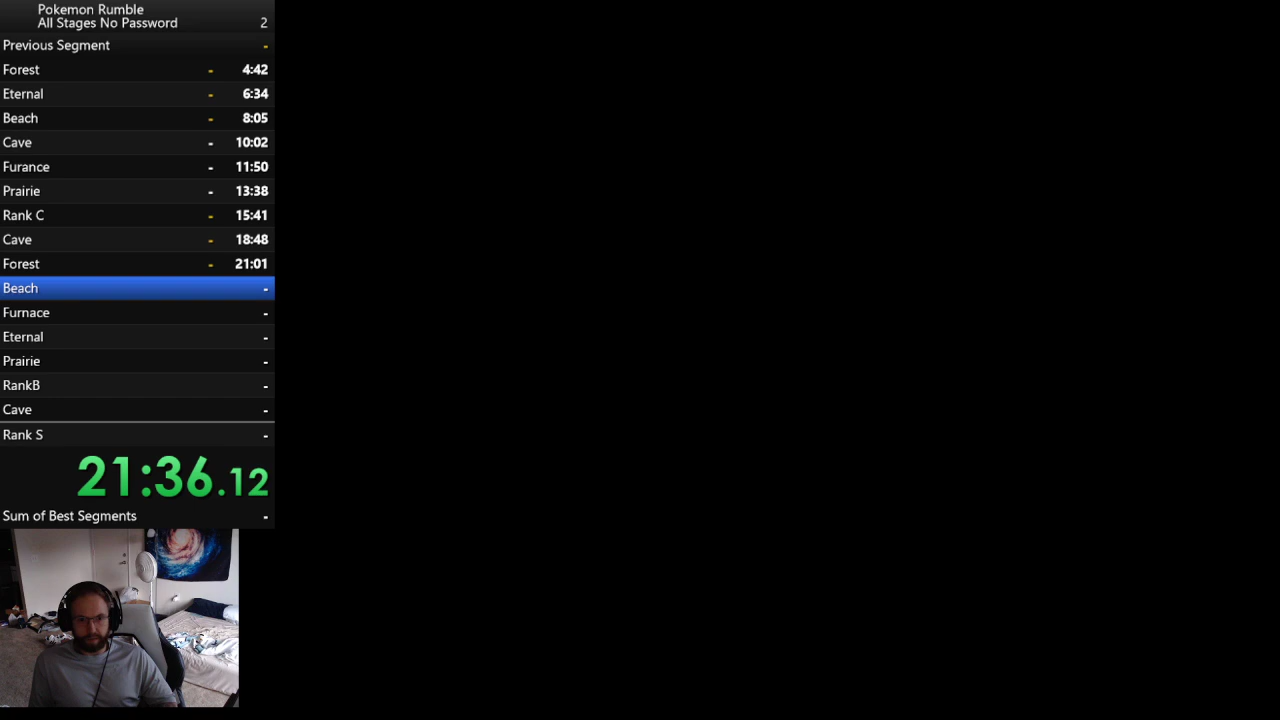 Pokemon Rumble
All Stages No Password 2
Previous Segment -
Forest - 4:42
Eternal - 6:34
Beach - 8:05
Cave - 10:02
Furance - 11:50
Prairie - 13:38
Rank C - 15:41
Cave - 18:48
Forest - 21:01
Beach -
Furnace -
Eternal -
Prairie -
RankB -
Cave -
Rank S -
21:36.12
Sum of Best Segments -